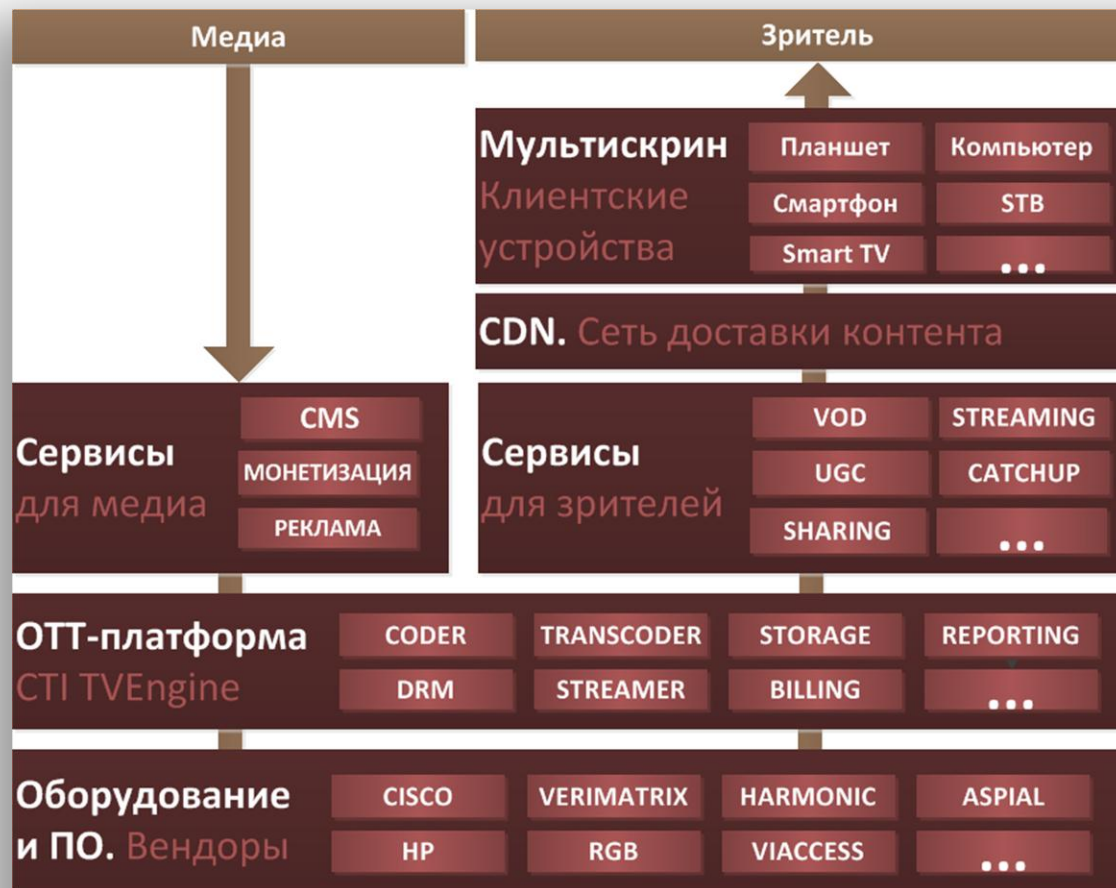 Медиа
Зритель
Мультискрин
Клиентские
устройства
Планшет
Компьютер
Смартфон
STB
Smart TV
...
CDN. Сеть доставки контента
Сервисы
для медиа
CMS
МОНЕТИЗАЦИЯ
РЕКЛАМА
Сервисы
для зрителей
VOD
STREAMING
UGC
CATCHUP
SHARING
...
ОТТ-платформа
CTI TVEngine
CODER
TRANSCODER
STORAGE
REPORTING
DRM
STREAMER
BILLING
...
Оборудование
и ПО. Вендоры
CISCO
VERIMATRIX
HARMONIC
ASPIAL
HP
RGB
VIACCESS
...